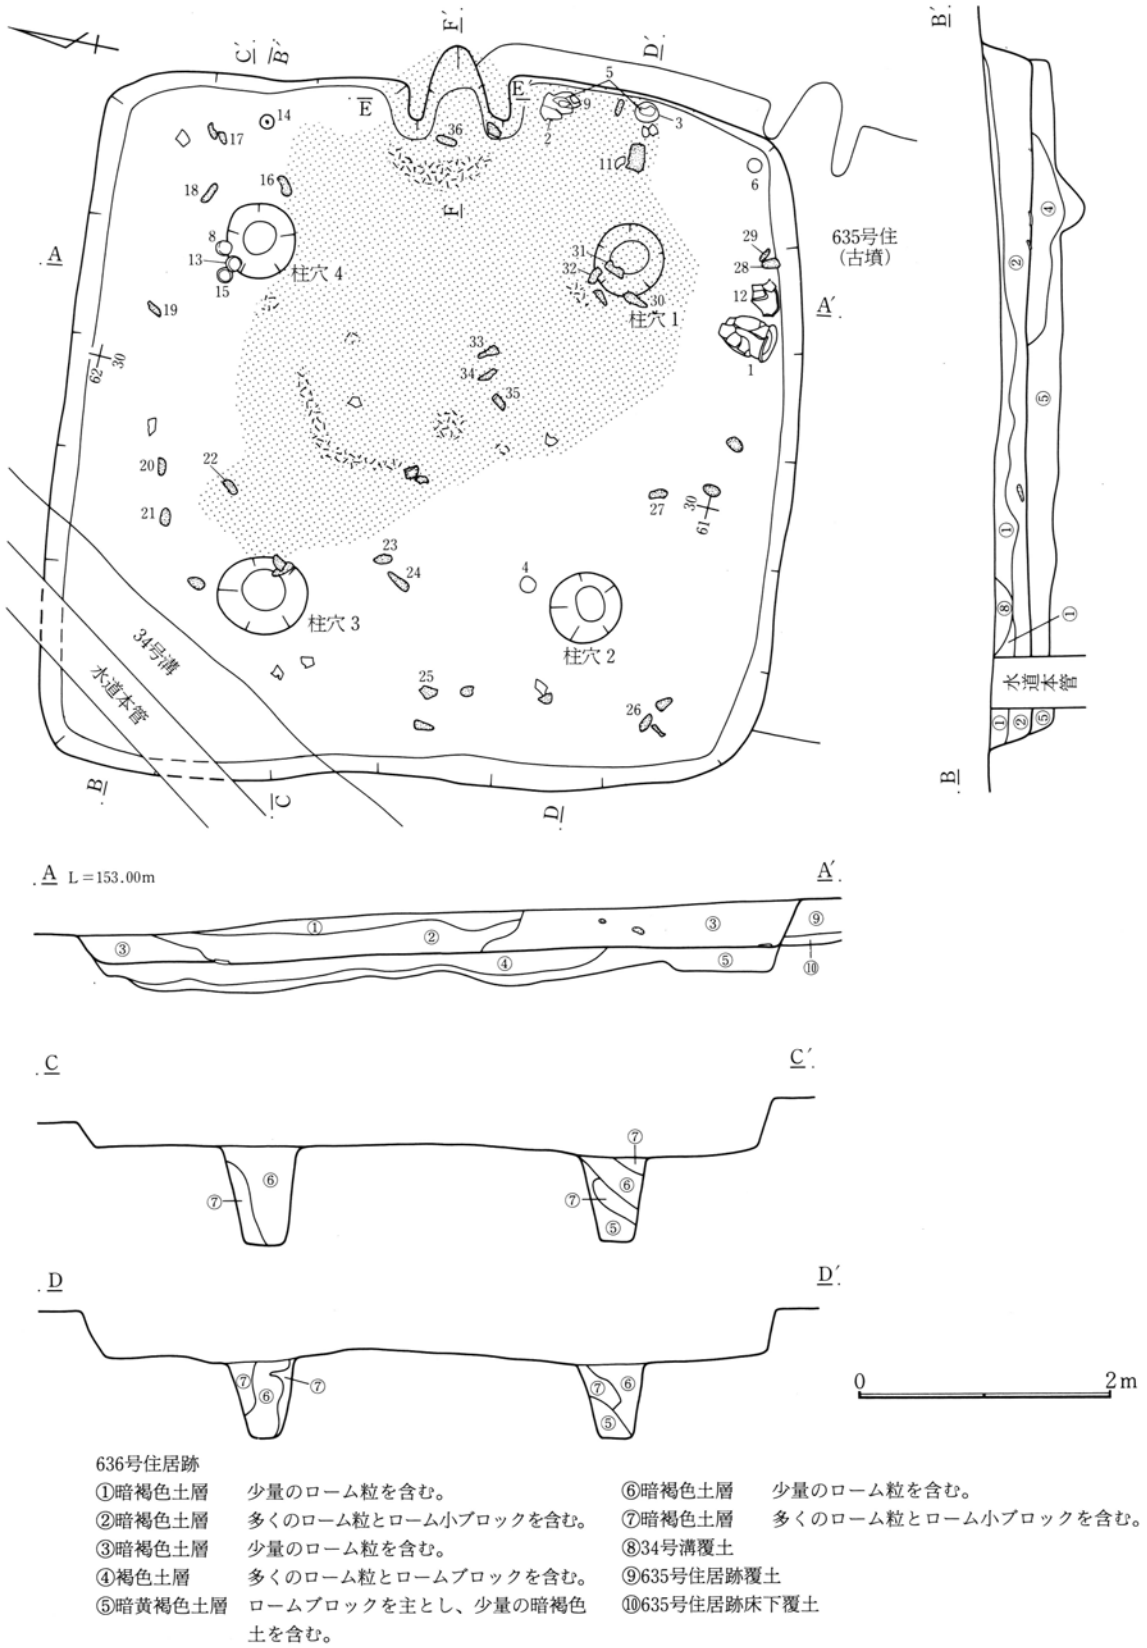 C′
B′
F′
D′
B′
E
E′
5
9
2
3
14
17
36
11
6
18
16
F
8
13
15
柱穴 4
A
31
32
30
柱穴 1
29
28
12
1
635号住
(古墳)
A′
19
62
30
33
34
35
20
22
21
27
30
61
23
24
4
柱穴 3
柱穴 2
34号溝
水道本管
25
26
B
C
D
②
④
⑤
①
⑧
①
水道本管
①
②
⑤
B
A L=153.00m
A′
①
②
③
③
④
⑤
⑨
⑩
C
C′
⑦
⑥
⑦
⑥
⑦
⑤
D
D′
⑦
⑥
⑦
⑦
⑥
⑤
0 2m
636号住居跡
①暗褐色土層 少量のローム粒を含む。
②暗褐色土層 多くのローム粒とローム小ブロックを含む。
③暗褐色土層 少量のローム粒を含む。
④褐色土層 多くのローム粒とロームブロックを含む。
⑤暗黄褐色土層 ロームブロックを主とし、少量の暗褐色
土を含む。
⑥暗褐色土層 少量のローム粒を含む。
⑦暗褐色土層 多くのローム粒とローム小ブロックを含む。
⑧34号溝覆土
⑨635号住居跡覆土
⑩635号住居跡床下覆土